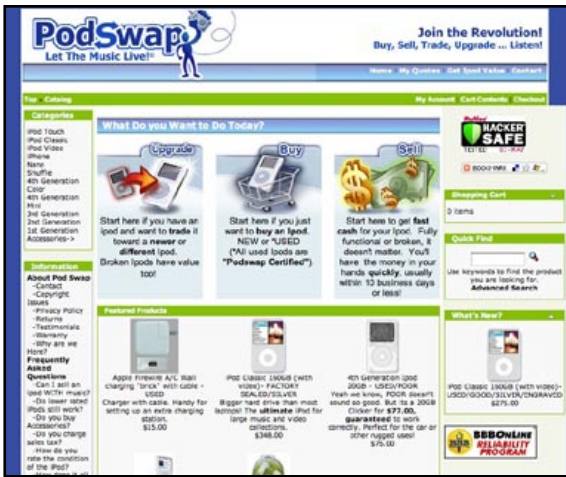 PodSwap
Let The Music Live!
Join the Revolution!
Buy, Sell, Trade, Upgrade ... Listen!
Home My Quotes Get Ipod Value Contact
Top Catalog
My Account Cart Contents Checkout
Categories
iPod Touch
iPod Classic
iPod Video
iPhone
Nano
Shuffle
4th Generation
Color
4th Generation
Mini
3rd Generation
2nd Generation
1st Generation
Accessories->
Information
About Pod Swap
-Contact
-Copyright
Issues
-Privacy Policy
-Returns
-Testimonials
-Warranty
-Why are we
Here?
Frequently
Asked
Questions
-Can I sell an
ipod WITH music?
-Do lower rated
iPods still work?
-Do you buy
Accessories?
-Do you charge
sales tax?
-How do you
rate the condition
of the iPod?
What Do you Want to Do Today?
Upgrade
Start here if you have an
ipod and want to trade it
toward a newer or
different Ipod.
Broken Ipods have value
too!
Buy
Start here if you just
want to buy an Ipod.
NEW or *USED
(*All used Ipods are
"Podswap Certified")
Sell
Start here to get fast
cash for your ipod. Fully
functional or broken, it
doesn't matter. You'll
have the money in your
hands quickly, usually
within 10 business days
or less!
Featured Products
Apple Firewire A/C Wall
charging "brick" with cable -
USED
Charger with cable. Handy for
setting up an extra charging
station.
$15.00
iPod Classic 160GB (with
video)- FACTORY
SEALED/SILVER
Bigger hard drive than most
laptops! The ultimate iPod for
large music and video
collections.
$348.00
4th Generation Ipod
20GB - USED/POOR
Yeah we know, POOR doesn't
sound so good. But its a 20GB
Clicker for $77.00,
guaranteed to work
correctly. Perfect for the car or
other rugged uses!
$75.00
HACKER
SAFE
TESTED
BOOKMARK
Shopping Cart
0 items
Quick Find
Use keywords to find the product
you are looking for.
Advanced Search
What's New?
iPod Classic 160GB (with video)-
USED/GOOD/SILVER/ENGRAVED
$275.00
BBB
BBBONLINE
RELIABILITY
PROGRAM